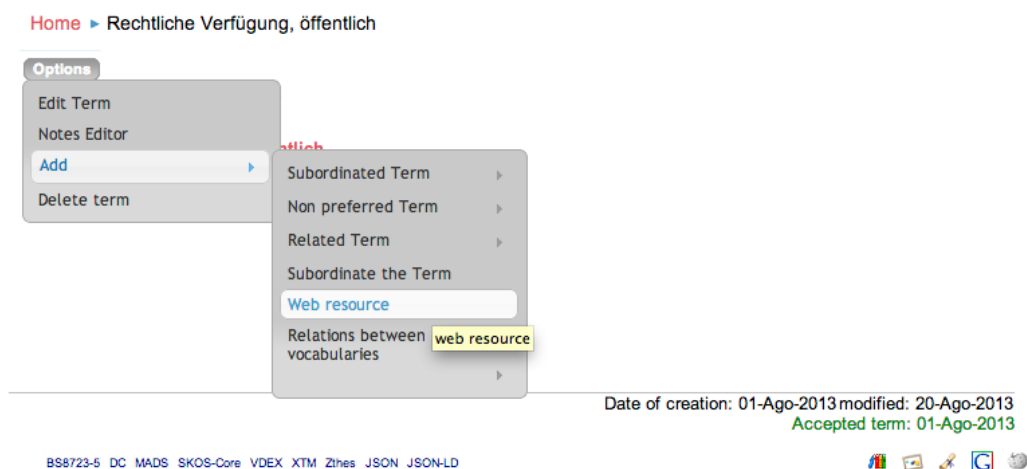 Home ► Rechtliche Verfügung, öffentlich
Options
Edit Term
Notes Editor
Add
Delete term
ntlich
Subordinated Term
Non preferred Term
Related Term
Subordinate the Term
Web resource
Relations between
vocabularies
web resource
Date of creation: 01-Ago-2013 modified: 20-Ago-2013
Accepted term: 01-Ago-2013
BS8723-5 DC MADS SKOS-Core VDEX XTM Zthes JSON JSON-LD
G